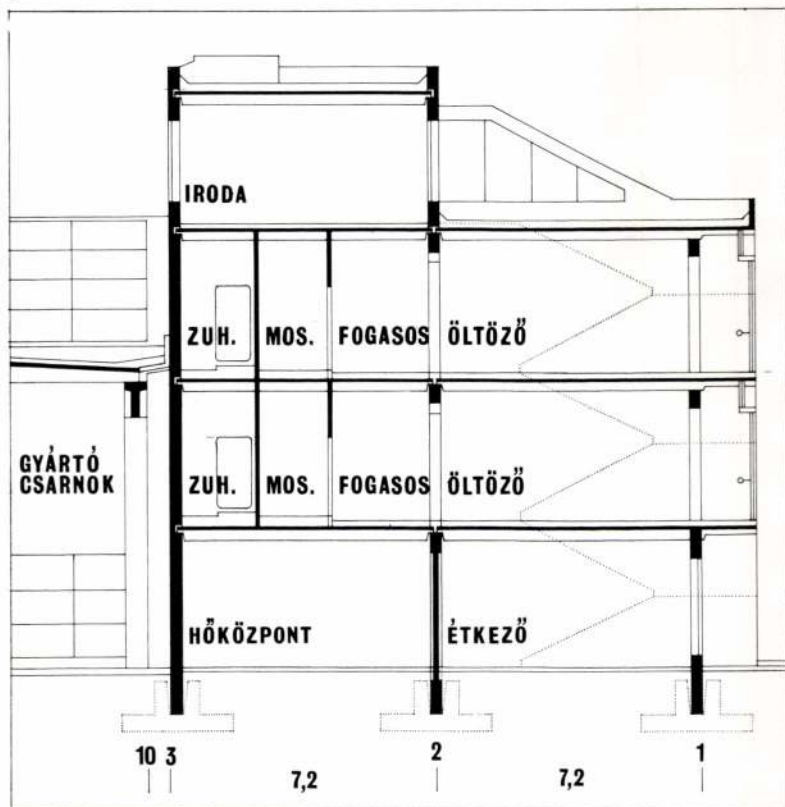 IRODA
ZUH. MOS. FOGASOS ÖLTÖZŐ
GYÁRTÓ
CSARNOK
ZUH. MOS. FOGASOS ÖLTÖZŐ
HŐKÖZPONT ÉTKEZŐ
10 3 2 1
7,2 7,2